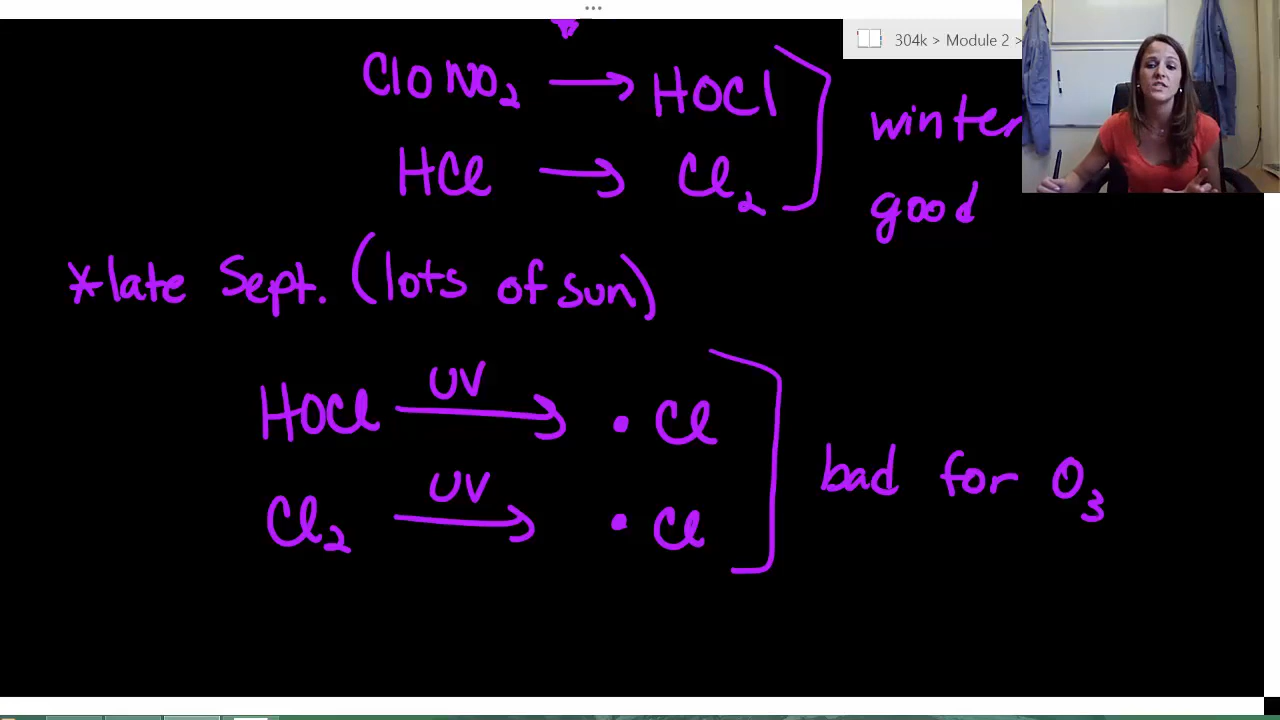 304k > Module 2 >
ClONO2 → HOCl
winter
HCl → Cl2
good
*late Sept. (lots of sun)
HOCl UV → • Cl
Cl2 UV → • Cl
bad for O3